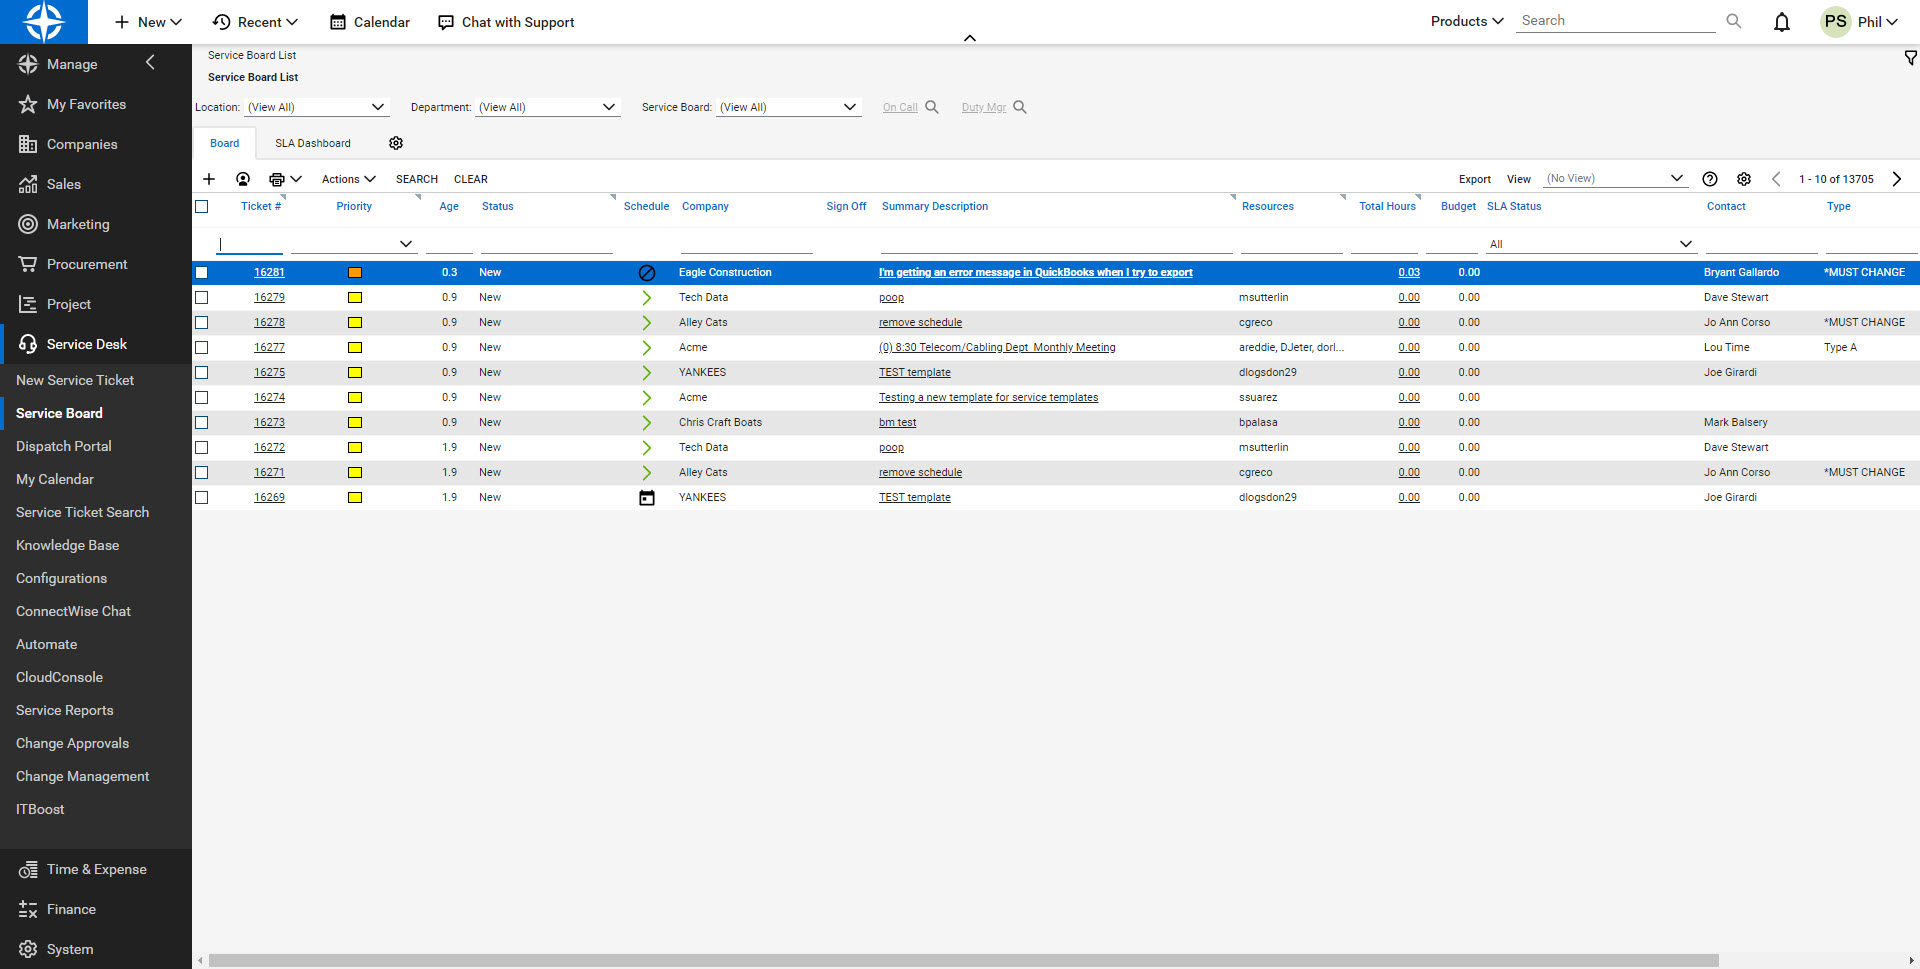 New Recent Calendar Chat with Support Products Search PS Phil
Manage
My Favorites
Companies
Sales
Marketing
Procurement
Project
Service Desk
New Service Ticket
Service Board
Dispatch Portal
My Calendar
Service Ticket Search
Knowledge Base
Configurations
ConnectWise Chat
Automate
CloudConsole
Service Reports
Change Approvals
Change Management
ITBoost
Time & Expense
Finance
System
Service Board List
Service Board List
Location: (View All) Department: (View All) Service Board: (View All) On Call Duty Mgr
Board SLA Dashboard
Actions SEARCH CLEAR Export View (No View) 1 - 10 of 13705
Ticket # Priority Age Status Schedule Company Sign Off Summary Description Resources Total Hours Budget SLA Status Contact Type
All
16281 0.3 New Eagle Construction I'm getting an error message in QuickBooks when I try to export 0.03 0.00 Bryant Gallardo *MUST CHANGE
16279 0.9 New Tech Data poop msutterlin 0.00 0.00 Dave Stewart
16278 0.9 New Alley Cats remove schedule cgreco 0.00 0.00 Jo Ann Corso *MUST CHANGE
16277 0.9 New Acme (0) 8:30 Telecom/Cabling Dept Monthly Meeting areddie, DJeter, dorl... 0.00 0.00 Lou Time Type A
16275 0.9 New YANKEES TEST template dlogsdon29 0.00 0.00 Joe Girardi
16274 0.9 New Acme Testing a new template for service templates ssuarez 0.00 0.00
16273 0.9 New Chris Craft Boats bm test bpalasa 0.00 0.00 Mark Balsery
16272 1.9 New Tech Data poop msutterlin 0.00 0.00 Dave Stewart
16271 1.9 New Alley Cats remove schedule cgreco 0.00 0.00 Jo Ann Corso *MUST CHANGE
16269 1.9 New YANKEES TEST template dlogsdon29 0.00 0.00 Joe Girardi